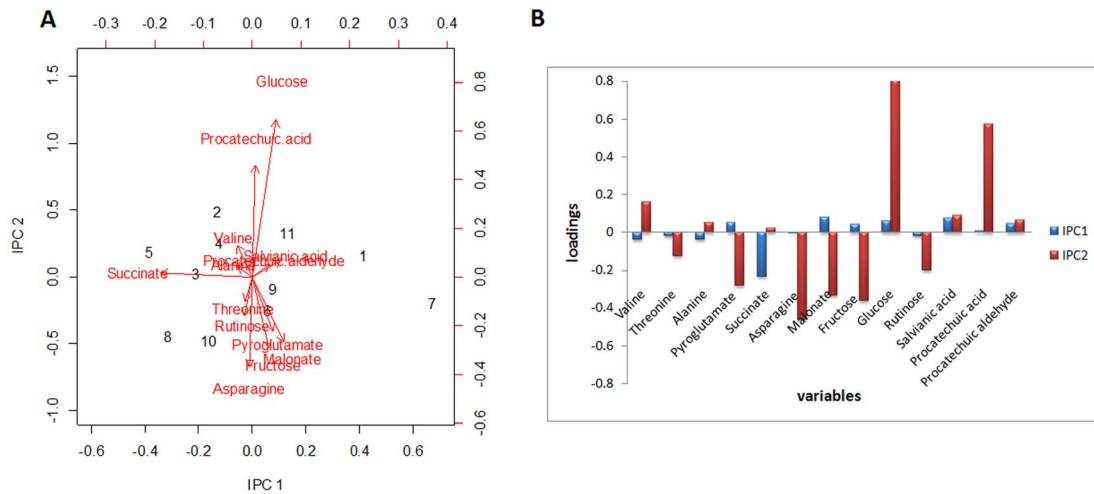 A
-0.3 -0.2 -0.1 0.0 0.1 0.2 0.3 0.4
Glucose
Procatechuic.acid
2
Valine
11
4
5
Salvianic.acid
1
Procatechuic.aldehyde
Alanine
Succinate
3
9
7
Threonine
Rutinose
8
10
Pyroglutamate
Malonate
Fructose
Asparagine
1.5
1.0
0.5
0.0
-0.5
-1.0
IPC 2
0.8
0.6
0.4
0.2
0.0
-0.2
-0.4
-0.6
-0.6 -0.4 -0.2 0.0 0.2 0.4 0.6
IPC 1
B
0.8
0.6
0.4
0.2
0
-0.2
-0.4
-0.6
-0.8
loadings
Valine
Threonine
Alanine
Pyroglutamate
Succinate
Asparagine
Malonate
Fructose
Glucose
Rutinose
Salvianic acid
Procatechuic acid
Procatechuic aldehyde
variables
IPC1
IPC2